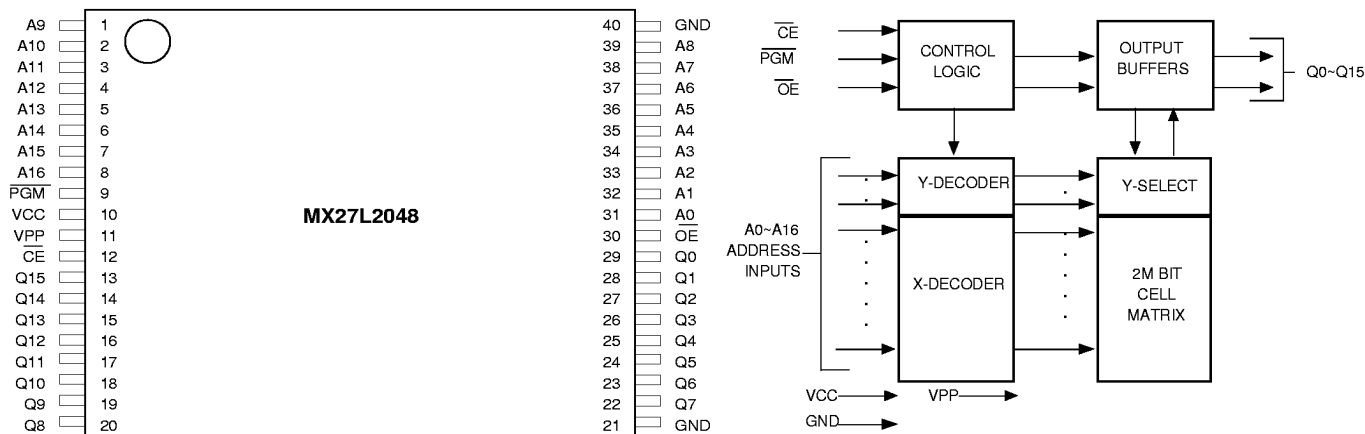 A9 1 40 GND
A10 2 39 A8
A11 3 38 A7
A12 4 37 A6
A13 5 36 A5
A14 6 35 A4
A15 7 34 A3
A16 8 33 A2
PGM 9 32 A1
VCC 10 31 A0
VPP 11 30 OE
CE 12 29 Q0
Q15 13 28 Q1
Q14 14 27 Q2
Q13 15 26 Q3
Q12 16 25 Q4
Q11 17 24 Q5
Q10 18 23 Q6
Q9 19 22 Q7
Q8 20 21 GND
MX27L2048
CE
PGM
OE
CONTROL
LOGIC
OUTPUT
BUFFERS
Q0~Q15
A0~A16
ADDRESS
INPUTS
Y-DECODER
Y-SELECT
X-DECODER
2M BIT
CELL
MATRIX
VCC
VPP
GND